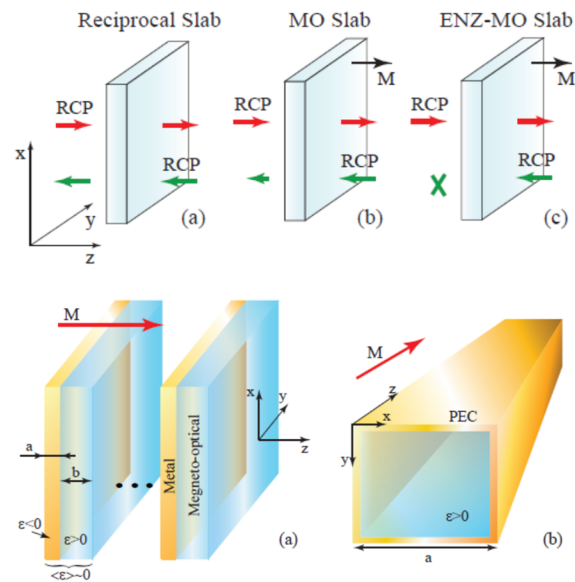 Reciprocal Slab MO Slab ENZ-MO Slab
M M
RCP RCP RCP
x
RCP RCP RCP
y
z
(a) (b) (c)
M
M
z
x
y
PEC
x
y
z
a
b
Metal
Megneto-optical
ε<0
ε>0
ε>0
(a)
(b)
<ε>~0
a